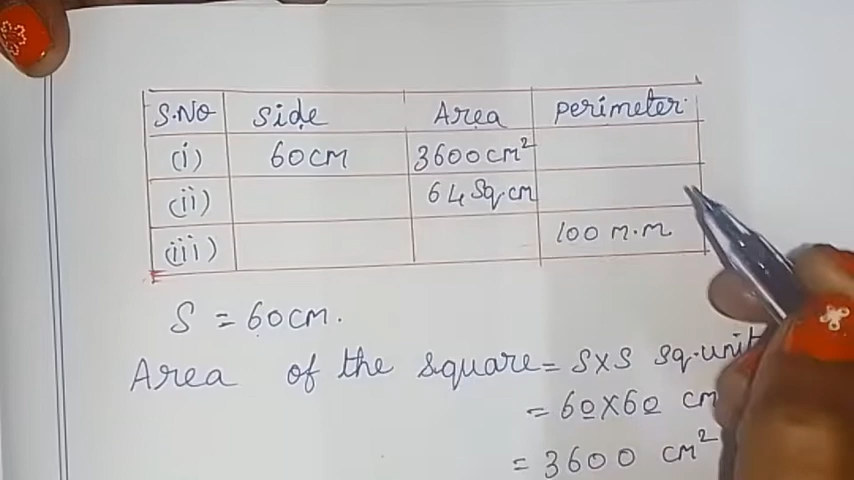 S.NO Side Area Perimeter
(i) 60cm 3600cm²
(ii) 64 Sq.cm
(iii) 100 m.m
S = 60cm.
Area of the square = S×S sq.unit
= 60×60 cm
= 3600 cm²